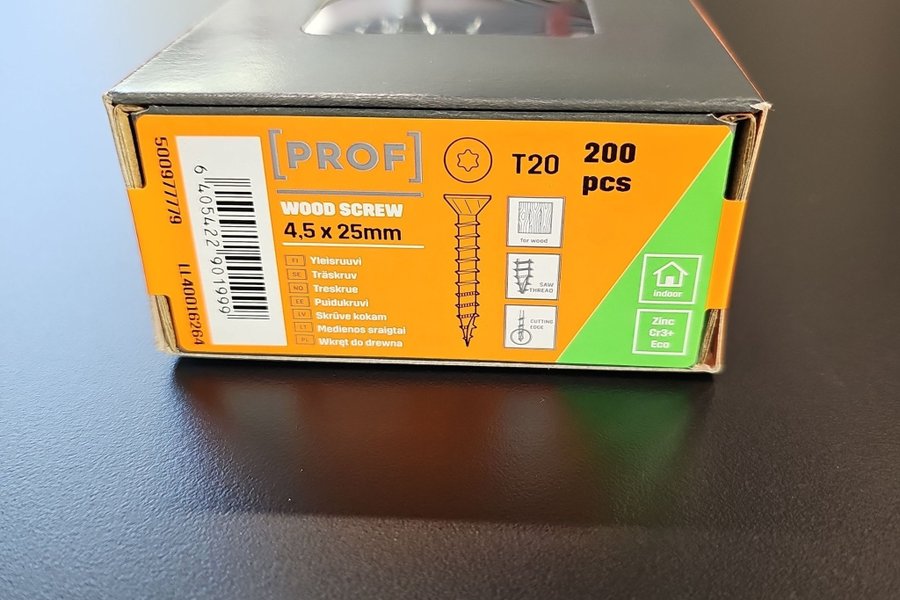 500977779
LL40016264
6 405422 901999
[PROF]
WOOD SCREW
4,5 x 25mm
FI Yleisruuvi
SE Träskruv
NO Treskrue
EE Puidukruvi
LV Skrūve kokam
LT Medienos sraigtai
PL Wkręt do drewna
T20
200
pcs
for wood
SAW
THREAD
CUTTING
EDGE
indoor
Zinc
Cr3+
Eco